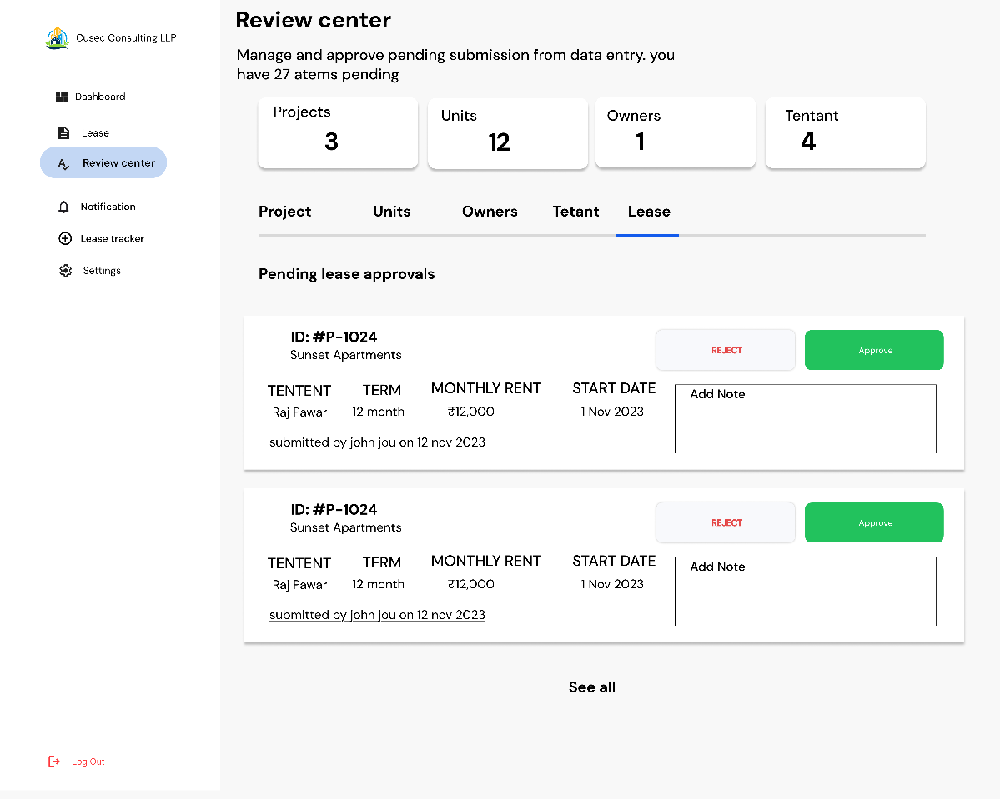 Cusec Consulting LLP
Dashboard
Lease
Review center
Notification
Lease tracker
Settings
Log Out
Review center
Manage and approve pending submission from data entry. you
have 27 atems pending
Projects
3
Units
12
Owners
1
Tentant
4
Project Units Owners Tetant Lease
Pending lease approvals
ID: #P-1024
Sunset Apartments
REJECT
Approve
TENTENT TERM MONTHLY RENT START DATE
Raj Pawar 12 month ₹12,000 1 Nov 2023
Add Note
submitted by john jou on 12 nov 2023
ID: #P-1024
Sunset Apartments
REJECT
Approve
TENTENT TERM MONTHLY RENT START DATE
Raj Pawar 12 month ₹12,000 1 Nov 2023
Add Note
submitted by john jou on 12 nov 2023
See all